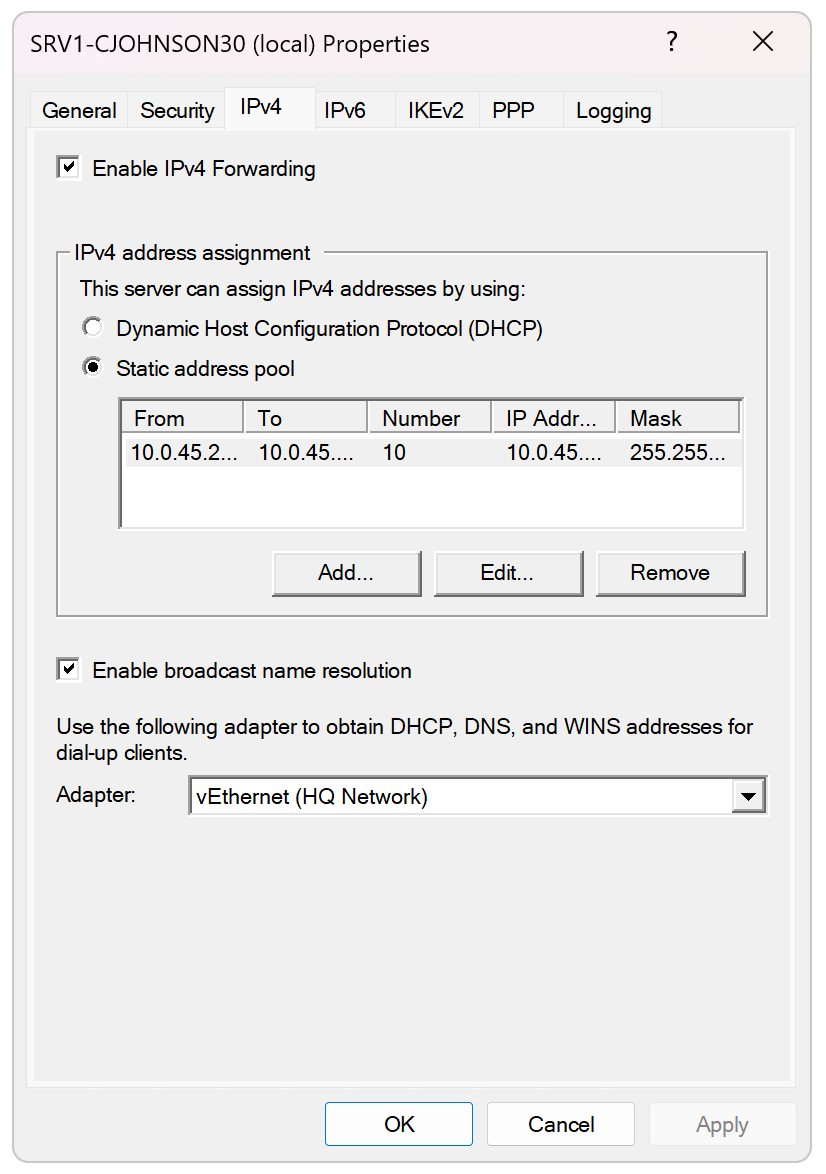 SRV1-CJOHNSON30 (local) Properties ?
General Security IPv4 IPv6 IKEv2 PPP Logging
Enable IPv4 Forwarding
IPv4 address assignment
This server can assign IPv4 addresses by using:
Dynamic Host Configuration Protocol (DHCP)
Static address pool
From To Number IP Addr... Mask
10.0.45.2... 10.0.45.... 10 10.0.45.... 255.255...
Add... Edit... Remove
Enable broadcast name resolution
Use the following adapter to obtain DHCP, DNS, and WINS addresses for
dial-up clients.
Adapter: vEthernet (HQ Network)
OK Cancel Apply